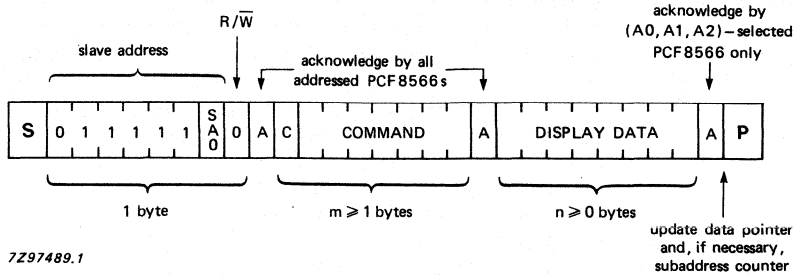 acknowledge by
(A0, A1, A2)–selected
PCF8566 only
R/W̅
slave address
acknowledge by all
addressed PCF8566s
S 0 1 1 1 1 1 SA0 0 A C COMMAND A DISPLAY DATA A P
1 byte
m ⩾ 1 bytes
n ⩾ 0 bytes
update data pointer
and, if necessary,
subaddress counter
7Z97489.1